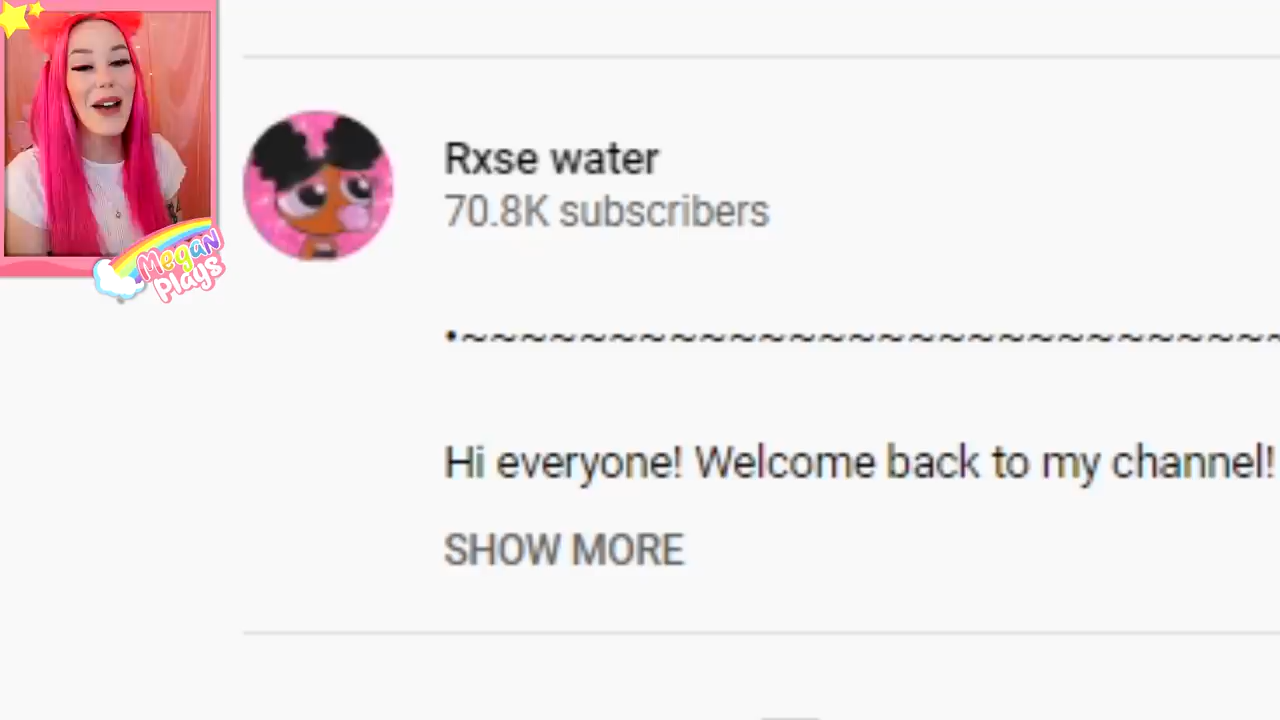 Megan
Plays
Rxse water
70.8K subscribers
•~~~~~~~~~~~~~~~~~~~~~~~~~~~~
Hi everyone! Welcome back to my channel!
SHOW MORE